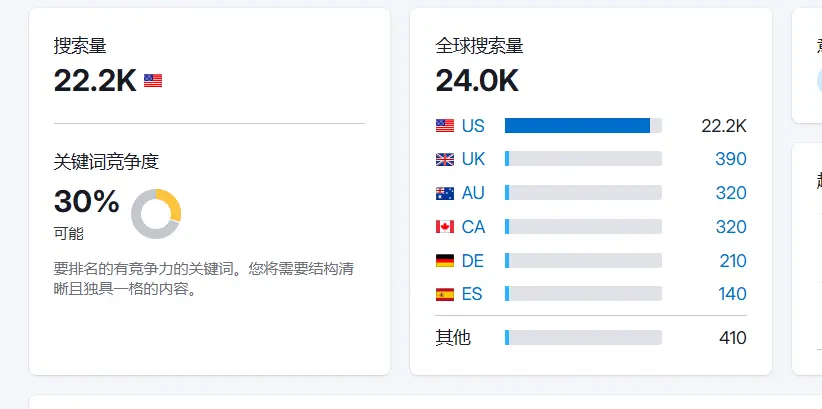 搜索量
22.2K
关键词竞争度
30%
可能
要排名的有竞争力的关键词。您将需要结构清
晰且独具一格的内容。
全球搜索量
24.0K
US 22.2K
UK 390
AU 320
CA 320
DE 210
ES 140
其他 410